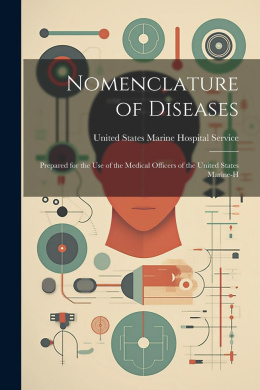 Nomenclature
of Diseases
United States Marine Hospital Service
Prepared for the Use of the Medical Officers of the United States
Marine-H